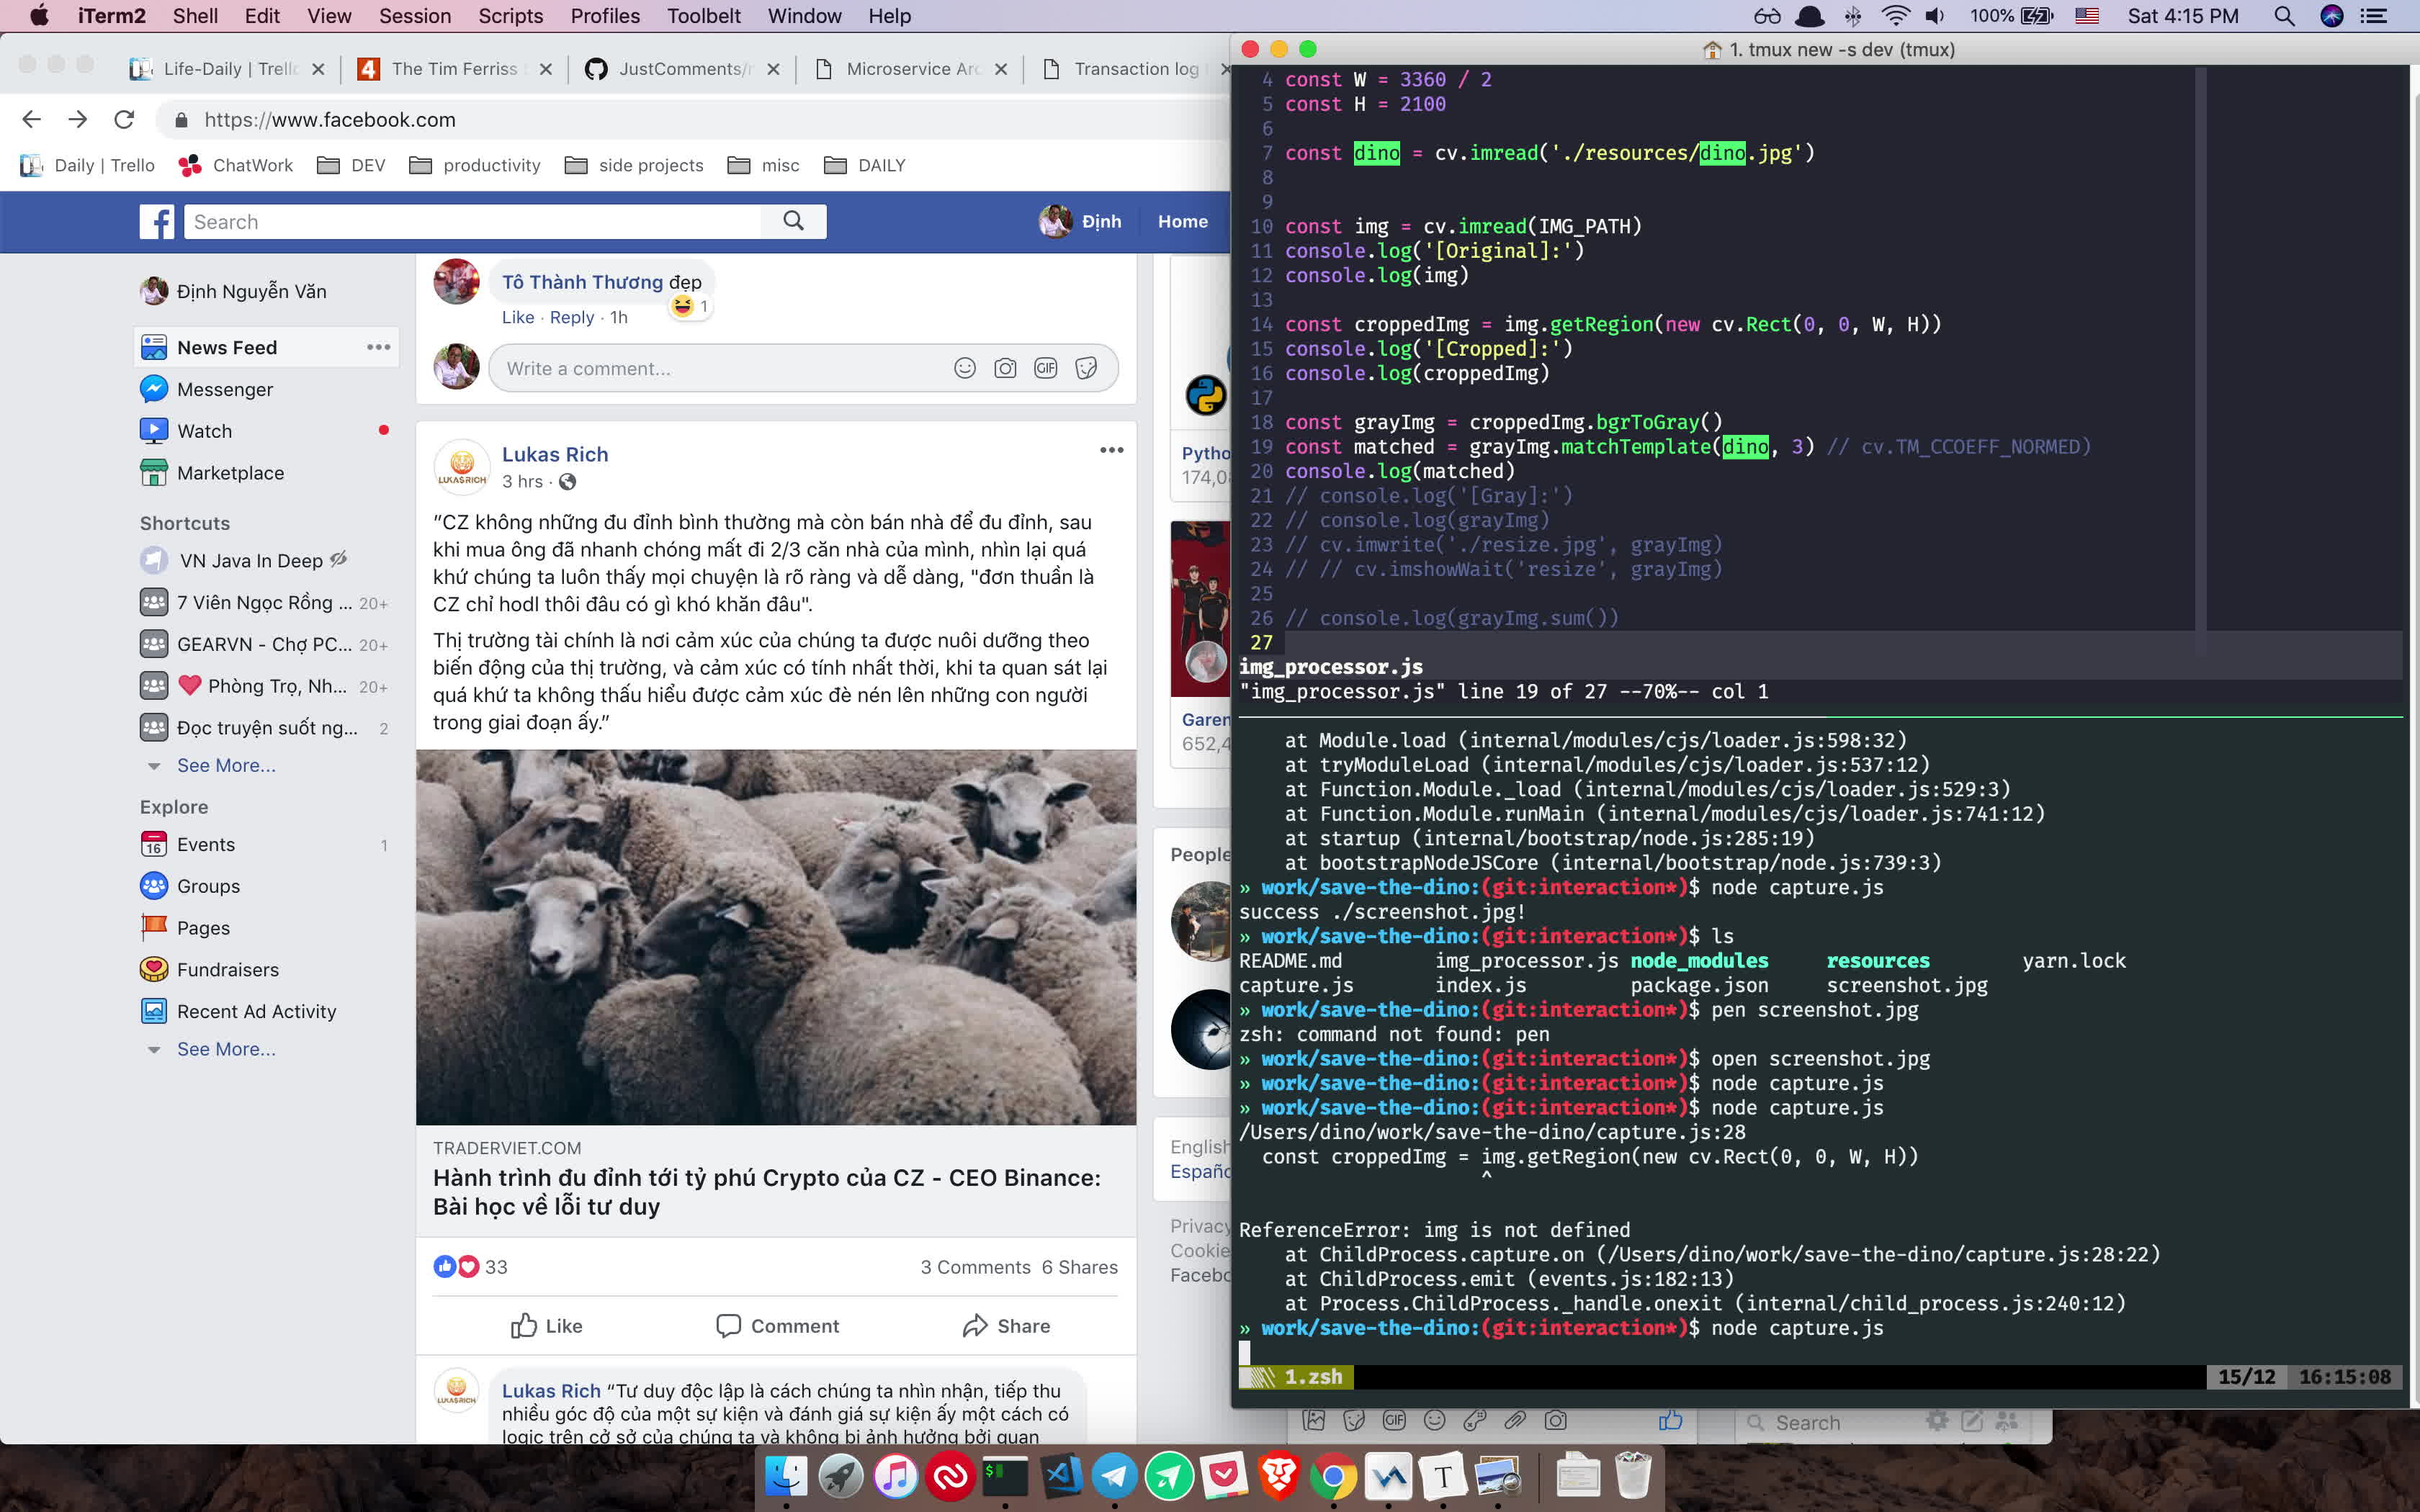 iTerm2 Shell Edit View Session Scripts Profiles Toolbelt Window Help
100% Sat 4:15 PM
Life-Daily | Trello
The Tim Ferriss
JustComments/
Microservice Arc
Transaction log
https://www.facebook.com
Daily | Trello ChatWork DEV productivity side projects misc DAILY
Search
Định Home
Định Nguyễn Văn
News Feed
Messenger
Watch
Marketplace
Shortcuts
VN Java In Deep
7 Viên Ngọc Rồng ... 20+
GEARVN - Chợ PC... 20+
Phòng Trọ, Nh... 20+
Đọc truyện suốt ng... 2
See More...
Explore
16 Events 1
Groups
Pages
Fundraisers
Recent Ad Activity
See More...
Tô Thành Thương đẹp
1
Like · Reply · 1h
Write a comment...
GIF
LUKASRICH
Lukas Rich
3 hrs ·
"CZ không những đu đỉnh bình thường mà còn bán nhà để đu đỉnh, sau
khi mua ông đã nhanh chóng mất đi 2/3 căn nhà của mình, nhìn lại quá
khứ chúng ta luôn thấy mọi chuyện là rõ ràng và dễ dàng, "đơn thuần là
CZ chỉ hodl thôi đâu có gì khó khăn đâu".
Thị trường tài chính là nơi cảm xúc của chúng ta được nuôi dưỡng theo
biến động của thị trường, và cảm xúc có tính nhất thời, khi ta quan sát lại
quá khứ ta không thấu hiểu được cảm xúc đè nén lên những con người
trong giai đoạn ấy."
TRADERVIET.COM
Hành trình đu đỉnh tới tỷ phú Crypto của CZ - CEO Binance:
Bài học về lỗi tư duy
33
3 Comments 6 Shares
Like Comment Share
LUKASRICH
Lukas Rich "Tư duy độc lập là cách chúng ta nhìn nhận, tiếp thu
nhiều góc độ của một sự kiện và đánh giá sự kiện ấy một cách có
logic trên cở sở của chúng ta và không bị ảnh hưởng bởi quan
Pytho
174,0
Garen
652,4
People
English
Españo
Privacy
Cookie
Facebo
1. tmux new -s dev (tmux)
4 const W = 3360 / 2
5 const H = 2100
6
7 const dino = cv.imread('./resources/dino.jpg')
8
9
10 const img = cv.imread(IMG_PATH)
11 console.log('[Original]:')
12 console.log(img)
13
14 const croppedImg = img.getRegion(new cv.Rect(0, 0, W, H))
15 console.log('[Cropped]:')
16 console.log(croppedImg)
17
18 const grayImg = croppedImg.bgrToGray()
19 const matched = grayImg.matchTemplate(dino, 3) // cv.TM_CCOEFF_NORMED)
20 console.log(matched)
21 // console.log('[Gray]:')
22 // console.log(grayImg)
23 // cv.imwrite('./resize.jpg', grayImg)
24 // // cv.imshowWait('resize', grayImg)
25
26 // console.log(grayImg.sum())
27
img_processor.js
"img_processor.js" line 19 of 27 --70%-- col 1
at Module.load (internal/modules/cjs/loader.js:598:32)
at tryModuleLoad (internal/modules/cjs/loader.js:537:12)
at Function.Module._load (internal/modules/cjs/loader.js:529:3)
at Function.Module.runMain (internal/modules/cjs/loader.js:741:12)
at startup (internal/bootstrap/node.js:285:19)
at bootstrapNodeJSCore (internal/bootstrap/node.js:739:3)
» work/save-the-dino:(git:interaction*)$ node capture.js
success ./screenshot.jpg!
» work/save-the-dino:(git:interaction*)$ ls
README.md img_processor.js node_modules resources yarn.lock
capture.js index.js package.json screenshot.jpg
» work/save-the-dino:(git:interaction*)$ pen screenshot.jpg
zsh: command not found: pen
» work/save-the-dino:(git:interaction*)$ open screenshot.jpg
» work/save-the-dino:(git:interaction*)$ node capture.js
» work/save-the-dino:(git:interaction*)$ node capture.js
/Users/dino/work/save-the-dino/capture.js:28
const croppedImg = img.getRegion(new cv.Rect(0, 0, W, H))
^
ReferenceError: img is not defined
at ChildProcess.capture.on (/Users/dino/work/save-the-dino/capture.js:28:22)
at ChildProcess.emit (events.js:182:13)
at Process.ChildProcess._handle.onexit (internal/child_process.js:240:12)
» work/save-the-dino:(git:interaction*)$ node capture.js
1.zsh 15/12 16:15:08
GIF
Search